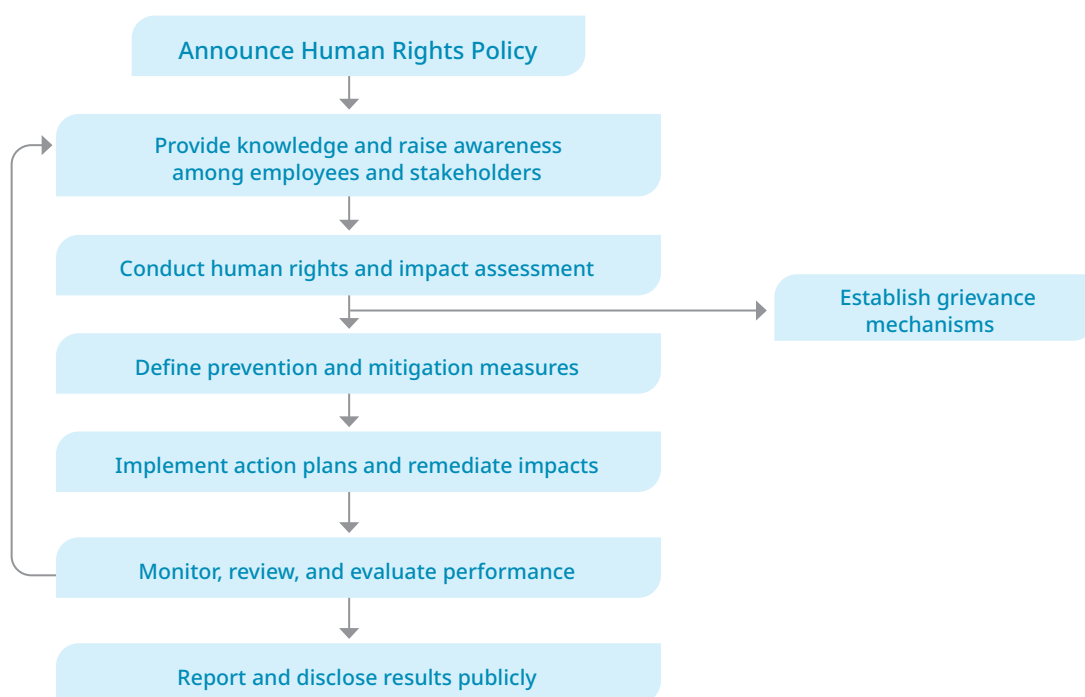 Announce Human Rights Policy
Provide knowledge and raise awareness
among employees and stakeholders
Conduct human rights and impact assessment
Establish grievance
mechanisms
Define prevention and mitigation measures
Implement action plans and remediate impacts
Monitor, review, and evaluate performance
Report and disclose results publicly